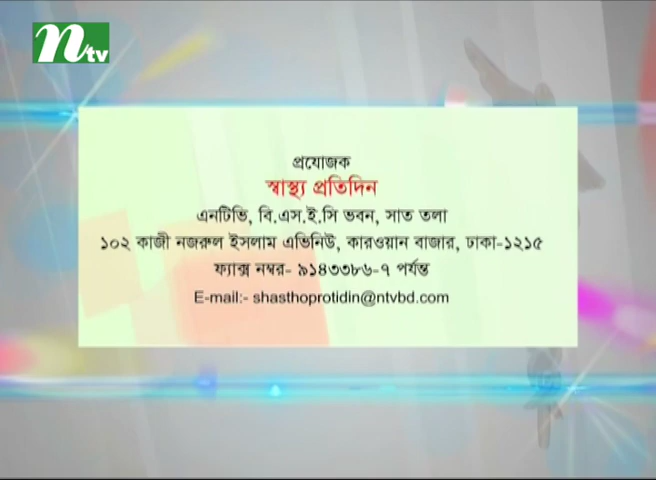 ntv
প্রযোজক
স্বাস্থ্য প্রতিদিন
এনটিভি, বি.এস.ই.সি ভবন, সাত তলা
১০২ কাজী নজরুল ইসলাম এভিনিউ, কারওয়ান বাজার, ঢাকা-১২১৫
ফ্যাক্স নম্বর- ৯১৪৩৩৮৬-৭ পর্যন্ত
E-mail:- shasthoprotidin@ntvbd.com